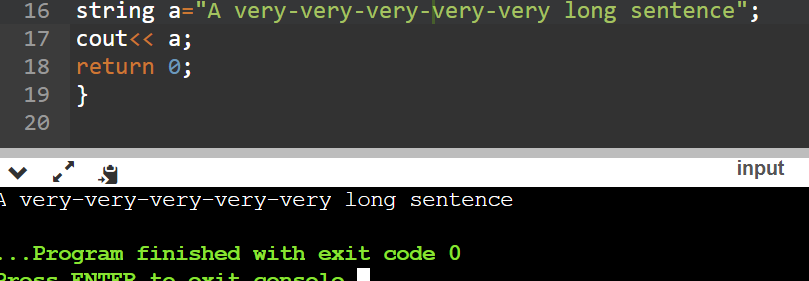 16 string a="A very-very-very-very-very long sentence";
17 cout<< a;
18 return 0;
19 }
20
input
A very-very-very-very-very long sentence
...Program finished with exit code 0
Press ENTER to exit console.